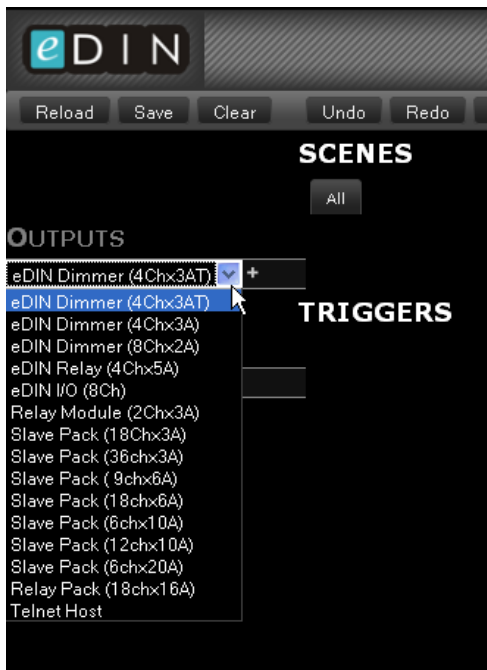 eDIN
Reload Save Clear Undo Redo
SCENES
All
OUTPUTS
eDIN Dimmer (4Chx3AT) +
TRIGGERS
eDIN Dimmer (4Chx3AT)
eDIN Dimmer (4Chx3A)
eDIN Dimmer (8Chx2A)
eDIN Relay (4Chx5A)
eDIN I/O (8Ch)
Relay Module (2Chx3A)
Slave Pack (18Chx3A)
Slave Pack (36chx3A)
Slave Pack ( 9chx6A)
Slave Pack (18chx6A)
Slave Pack (6chx10A)
Slave Pack (12chx10A)
Slave Pack (6chx20A)
Relay Pack (18chx16A)
Telnet Host